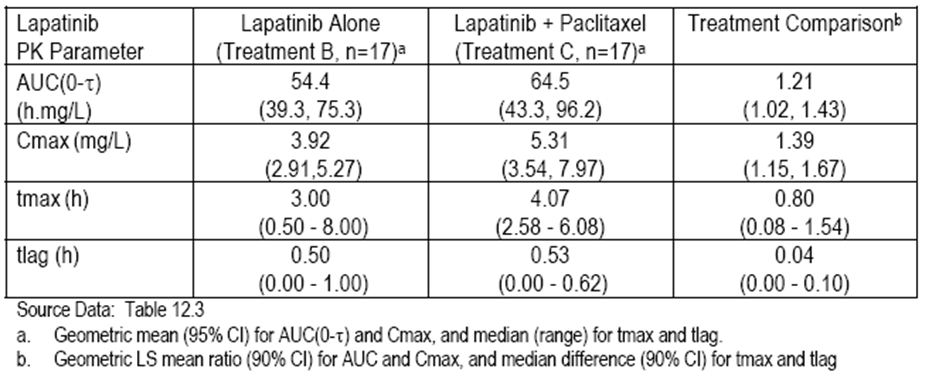 Lapatinib PK Parameter | Lapatinib Alone (Treatment B, n=17)a | Lapatinib + Paclitaxel (Treatment C, n=17)a | Treatment Comparisonb
AUC(0-τ) (h.mg/L) | 54.4 (39.3, 75.3) | 64.5 (43.3, 96.2) | 1.21 (1.02, 1.43)
Cmax (mg/L) | 3.92 (2.91,5.27) | 5.31 (3.54, 7.97) | 1.39 (1.15, 1.67)
tmax (h) | 3.00 (0.50 - 8.00) | 4.07 (2.58 - 6.08) | 0.80 (0.08 - 1.54)
tlag (h) | 0.50 (0.00 - 1.00) | 0.53 (0.00 - 0.62) | 0.04 (0.00 - 0.10)
Source Data: Table 12.3
a. Geometric mean (95% CI) for AUC(0-τ) and Cmax, and median (range) for tmax and tlag.
b. Geometric LS mean ratio (90% CI) for AUC and Cmax, and median difference (90% CI) for tmax and tlag